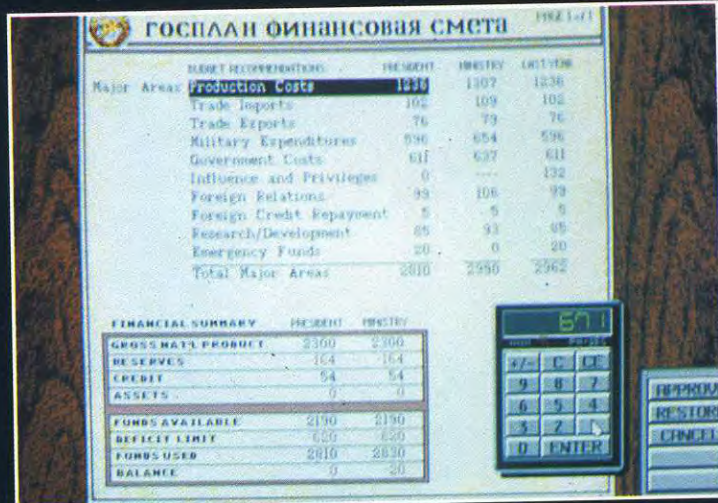 ГОСПЛАН ФИНАНСОВАЯ СМЕТА
BUDGET RECOMMENDATIONS PRESIDENT MINISTRY LAST YEAR
Major Areas Production Costs 1236 1307 1236
Trade Imports 102 109 102
Trade Exports 76 79 76
Military Expenditures 596 654 596
Government Costs 611 637 611
Influence and Privileges 0 ---- 132
Foreign Relations 99 106 99
Foreign Credit Repayment 5 5 5
Research/Development 85 93 85
Emergency Funds 20 0 20
Total Major Areas 2810 2990 2962
FINANCIAL SUMMARY PRESIDENT MINISTRY
GROSS NAT'L PRODUCT 2300 2300
RESERVES 164 164
CREDIT 54 54
ASSETS 0 0
FUNDS AVAILABLE 2190 2190
DEFICIT LIMIT 620 620
FUNDS USED 2810 2830
BALANCE 0 20
671
+/- C CE
9 8 7
6 5 4
3 2
0 ENTER
APPROV
RESTOR
CANCEL